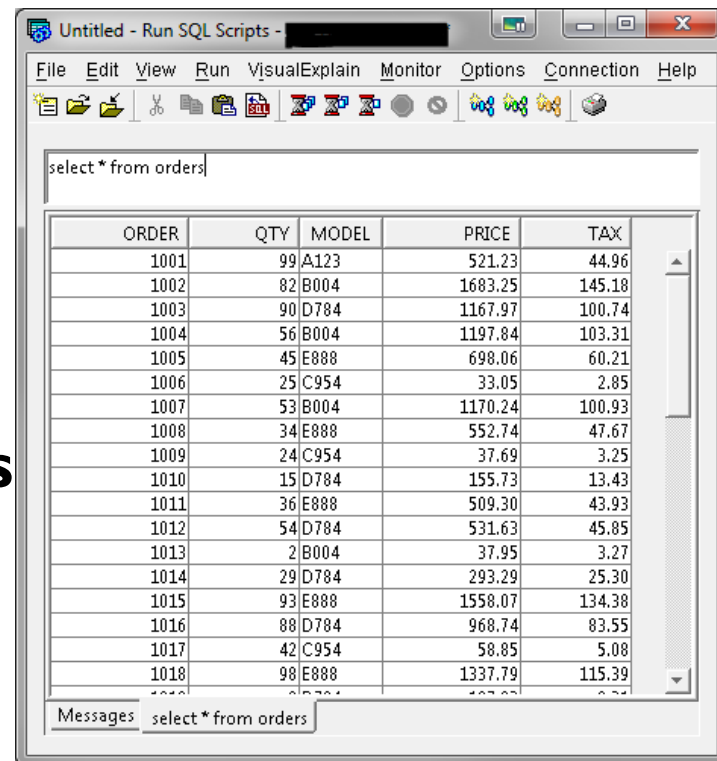 Untitled - Run SQL Scripts -
File Edit View Run VisualExplain Monitor Options Connection Help
select * from orders
ORDER QTY MODEL PRICE TAX
1001 99 A123 521.23 44.96
1002 82 B004 1683.25 145.18
1003 90 D784 1167.97 100.74
1004 56 B004 1197.84 103.31
1005 45 E888 698.06 60.21
1006 25 C954 33.05 2.85
1007 53 B004 1170.24 100.93
1008 34 E888 552.74 47.67
s
1009 24 C954 37.69 3.25
1010 15 D784 155.73 13.43
1011 36 E888 509.30 43.93
1012 54 D784 531.63 45.85
1013 2 B004 37.95 3.27
1014 29 D784 293.29 25.30
1015 93 E888 1558.07 134.38
1016 88 D784 968.74 83.55
1017 42 C954 58.85 5.08
1018 98 E888 1337.79 115.39
Messages select * from orders